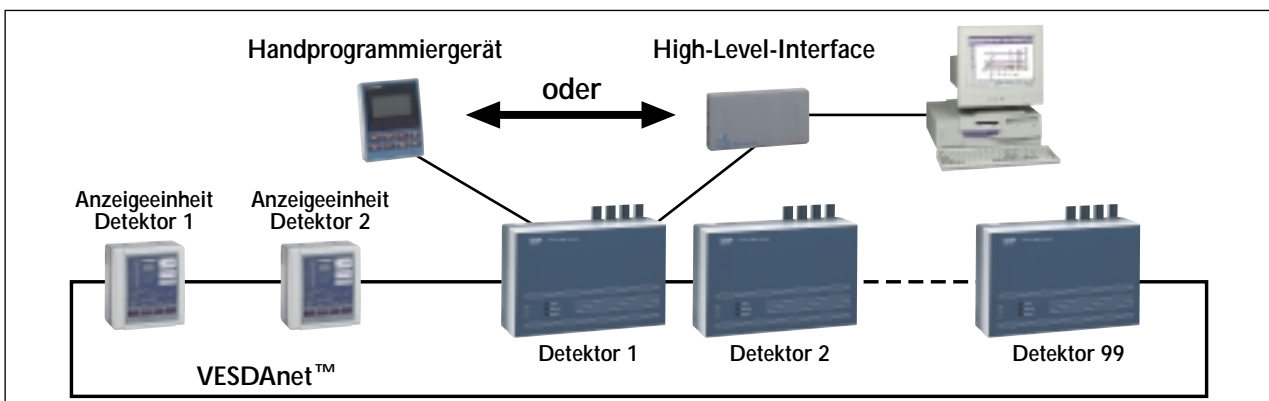 Handprogrammiergerät
High-Level-Interface
oder
Anzeigeeinheit
Detektor 1
Anzeigeeinheit
Detektor 2
Detektor 1
Detektor 2
Detektor 99
VESDAnet™